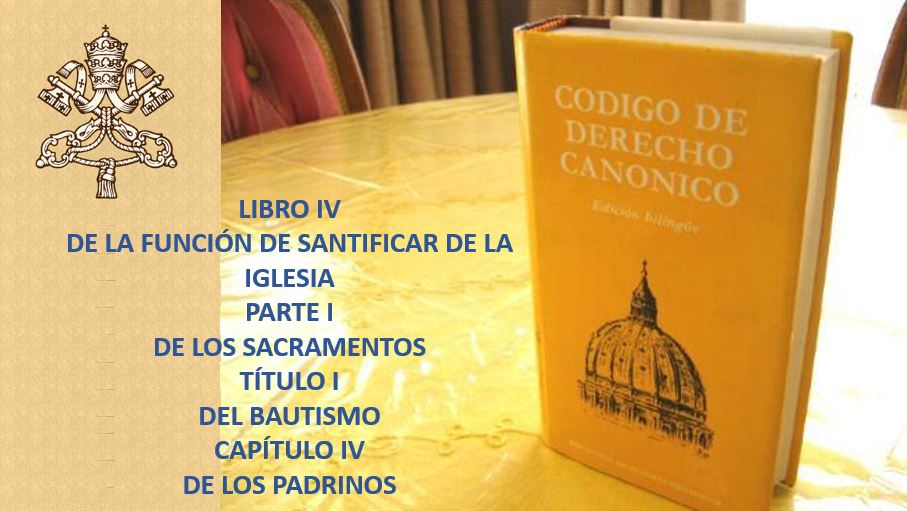 LIBRO IV
DE LA FUNCIÓN DE SANTIFICAR DE LA
IGLESIA
PARTE I
DE LOS SACRAMENTOS
TÍTULO I
DEL BAUTISMO
CAPÍTULO IV
DE LOS PADRINOS
CODIGO DE
DERECHO
CANONICO
Edición bilingüe